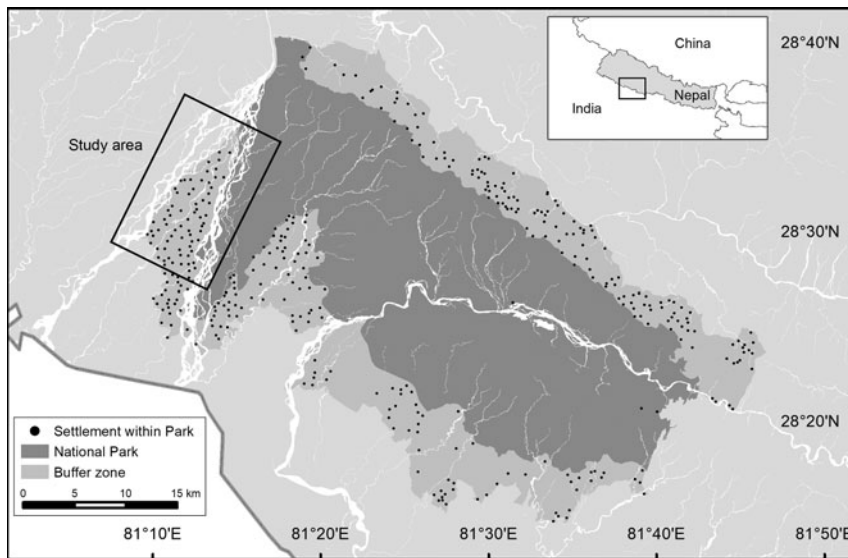 China
Nepal
India
28°40'N
Study area
28°30'N
28°20'N
Settlement within Park
National Park
Buffer zone
0 5 10 15 km
81°10'E
81°20'E
81°30'E
81°40'E
81°50'E